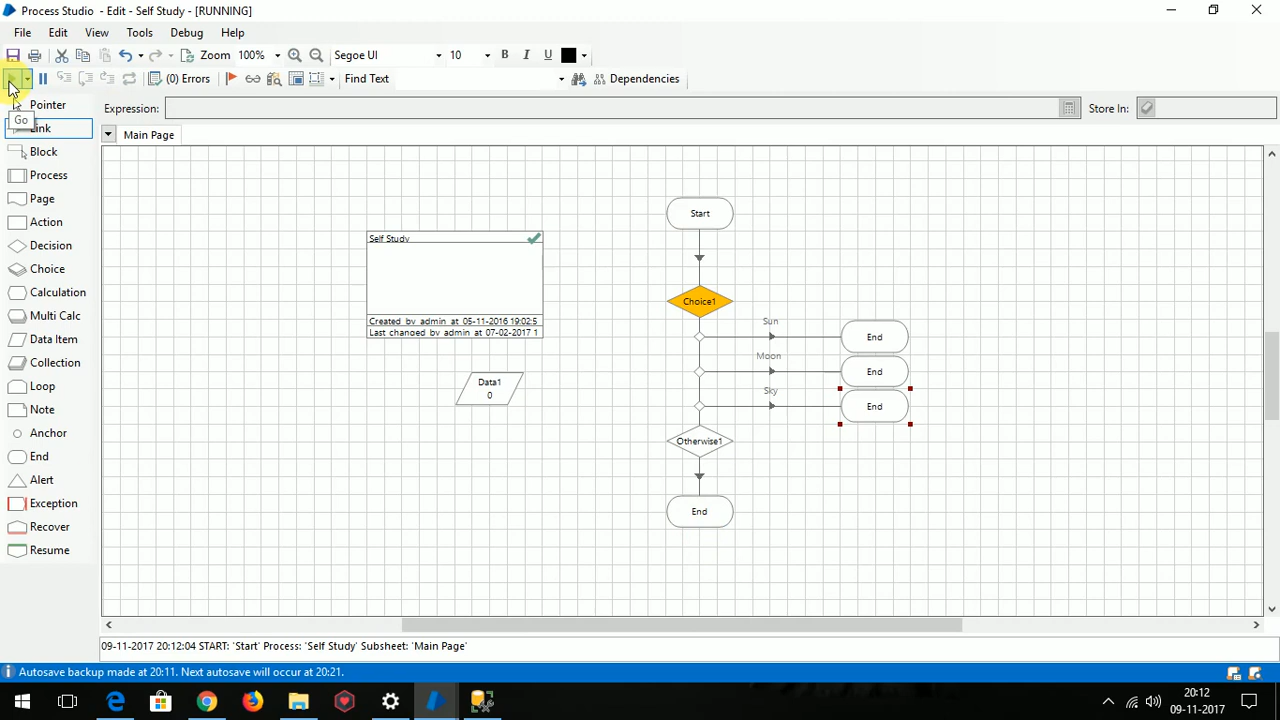 Process Studio - Edit - Self Study - [RUNNING]
File Edit View Tools Debug Help
Zoom 100% Segoe UI 10 B I U
(0) Errors Find Text Dependencies
Pointer Expression: Store In:
Go
Link Main Page
Block
Process
Page
Action
Decision
Choice
Calculation
Multi Calc
Data Item
Collection
Loop
Note
Anchor
End
Alert
Exception
Recover
Resume
Self Study
Created by admin at 05-11-2016 19:02:5
Last changed by admin at 07-02-2017 1
Data1
0
Start
Choice1
Sun End
Moon End
Sky End
Otherwise1
End
09-11-2017 20:12:04 START: 'Start' Process: 'Self Study' Subsheet: 'Main Page'
Autosave backup made at 20:11. Next autosave will occur at 20:21.
20:12
09-11-2017